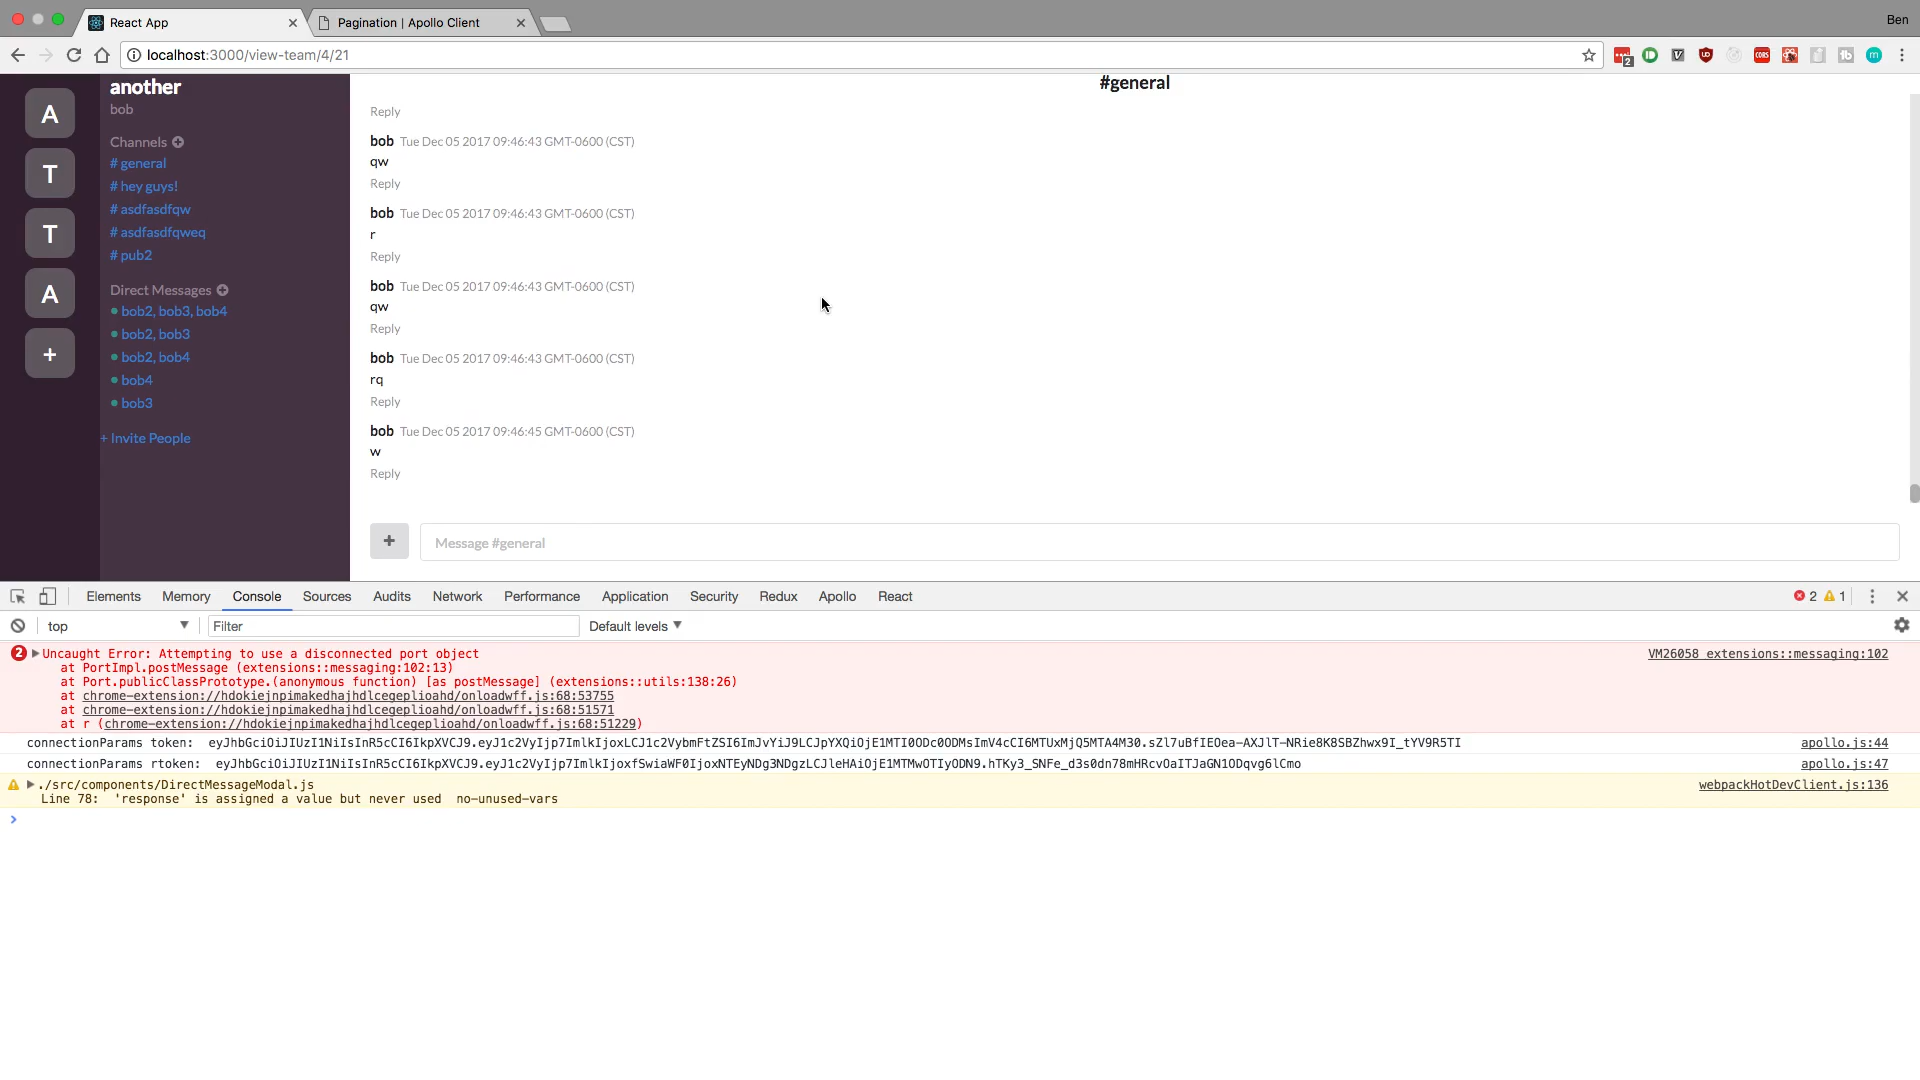 React App
Pagination | Apollo Client
Ben
localhost:3000/view-team/4/21
another
bob
Channels
# general
# hey guys!
# asdfasdfqw
# asdfasdfqweq
# pub2
Direct Messages
bob2, bob3, bob4
bob2, bob3
bob2, bob4
bob4
bob3
+ Invite People
A
T
T
A
+
#general
Reply
bob Tue Dec 05 2017 09:46:43 GMT-0600 (CST)
qw
Reply
bob Tue Dec 05 2017 09:46:43 GMT-0600 (CST)
r
Reply
bob Tue Dec 05 2017 09:46:43 GMT-0600 (CST)
qw
Reply
bob Tue Dec 05 2017 09:46:43 GMT-0600 (CST)
rq
Reply
bob Tue Dec 05 2017 09:46:45 GMT-0600 (CST)
w
Reply
+
Message #general
Elements Memory Console Sources Audits Network Performance Application Security Redux Apollo React
2 1
top Filter Default levels
2 Uncaught Error: Attempting to use a disconnected port object VM26058 extensions::messaging:102
at PortImpl.postMessage (extensions::messaging:102:13)
at Port.publicClassPrototype.(anonymous function) [as postMessage] (extensions::utils:138:26)
at chrome-extension://hdokiejnpimakedhajhdlcegeplioahd/onloadwff.js:68:53755
at chrome-extension://hdokiejnpimakedhajhdlcegeplioahd/onloadwff.js:68:51571
at r (chrome-extension://hdokiejnpimakedhajhdlcegeplioahd/onloadwff.js:68:51229)
connectionParams token: apollo.js:44
connectionParams rtoken: apollo.js:47
./src/components/DirectMessageModal.js webpackHotDevClient.js:136
Line 78: 'response' is assigned a value but never used no-unused-vars